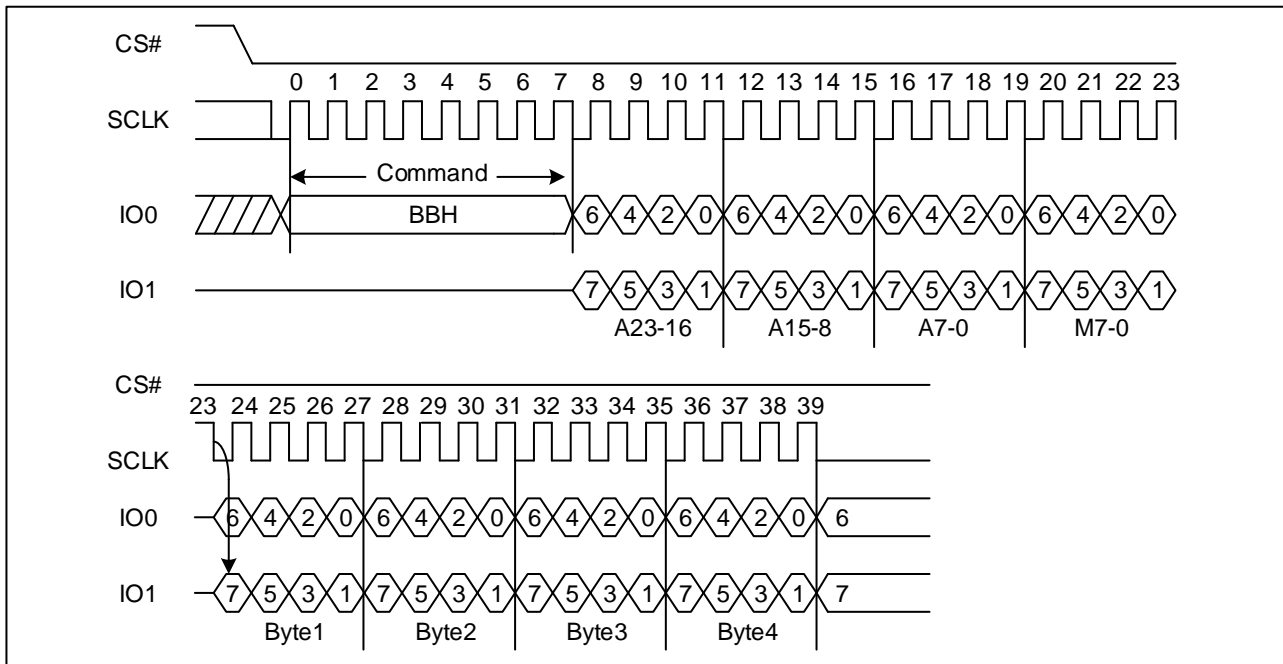 CS#
0 1 2 3 4 5 6 7 8 9 10 11 12 13 14 15 16 17 18 19 20 21 22 23
SCLK
Command
IO0 BBH 6 4 2 0 6 4 2 0 6 4 2 0 6 4 2 0
IO1 7 5 3 1 7 5 3 1 7 5 3 1 7 5 3 1
A23-16 A15-8 A7-0 M7-0
CS#
23 24 25 26 27 28 29 30 31 32 33 34 35 36 37 38 39
SCLK
IO0 6 4 2 0 6 4 2 0 6 4 2 0 6 4 2 0 6
IO1 7 5 3 1 7 5 3 1 7 5 3 1 7 5 3 1 7
Byte1 Byte2 Byte3 Byte4